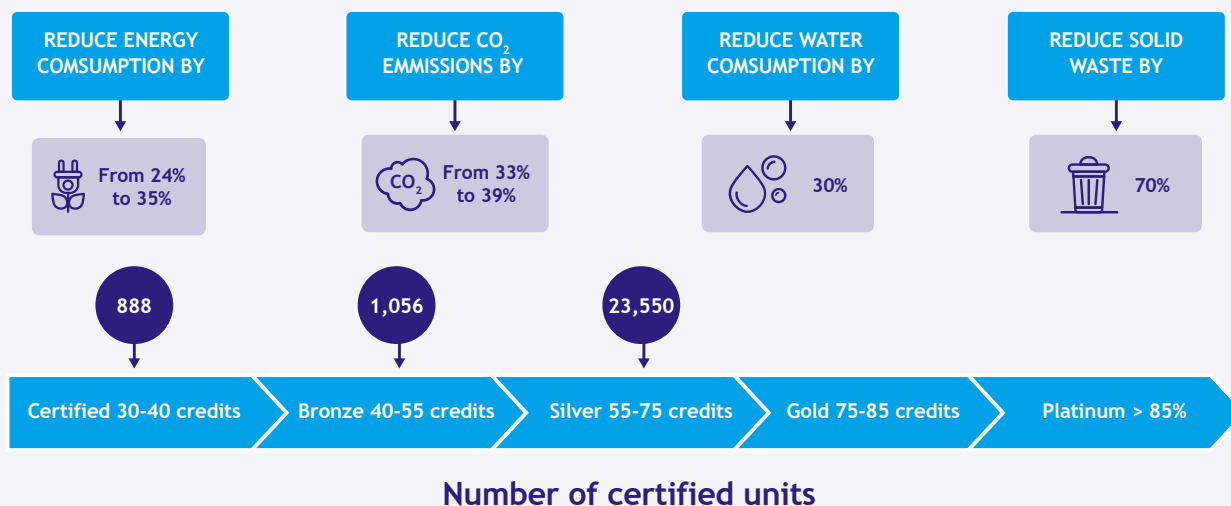 REDUCE ENERGY
COMSUMPTION BY
REDUCE CO₂
EMMISSIONS BY
REDUCE WATER
COMSUMPTION BY
REDUCE SOLID
WASTE BY
From 24%
to 35%
CO₂
From 33%
to 39%
30%
70%
888
1,056
23,550
Certified 30-40 credits
Bronze 40-55 credits
Silver 55-75 credits
Gold 75-85 credits
Platinum > 85%
Number of certified units